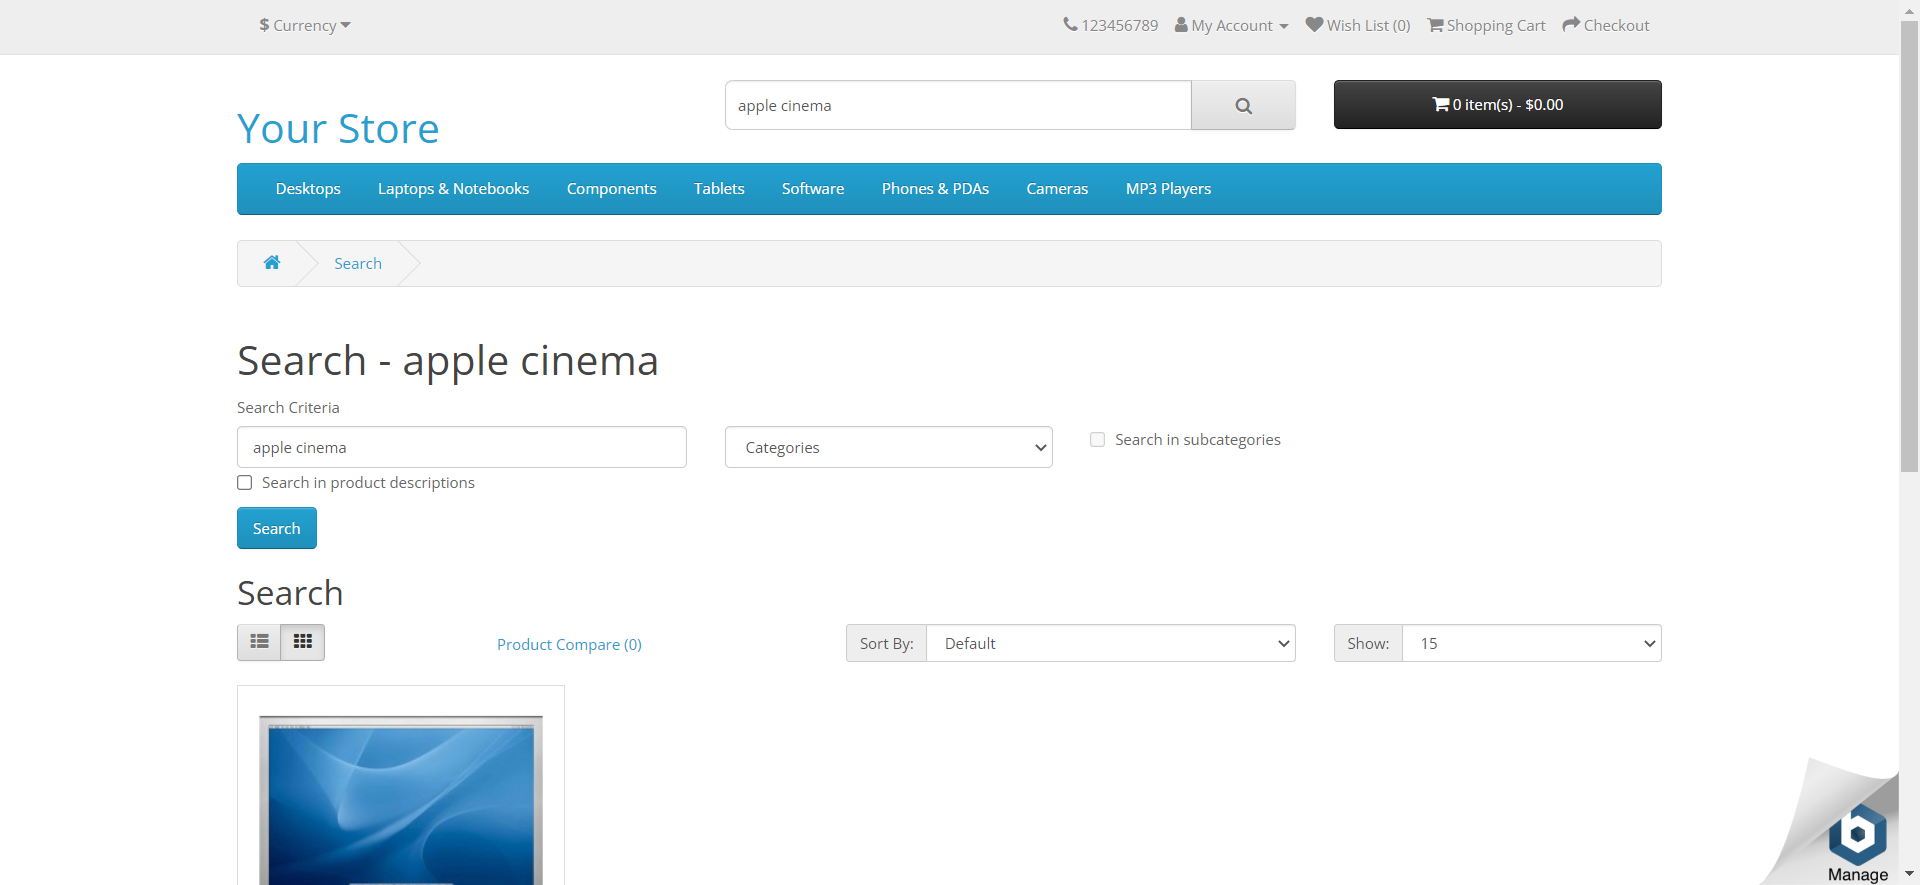 $ Currency
123456789 My Account Wish List (0) Shopping Cart Checkout
Your Store
apple cinema
0 item(s) - $0.00
Desktops Laptops & Notebooks Components Tablets Software Phones & PDAs Cameras MP3 Players
Search
Search - apple cinema
Search Criteria
apple cinema Categories Search in subcategories
Search in product descriptions
Search
Search
Product Compare (0) Sort By: Default Show: 15
Manage